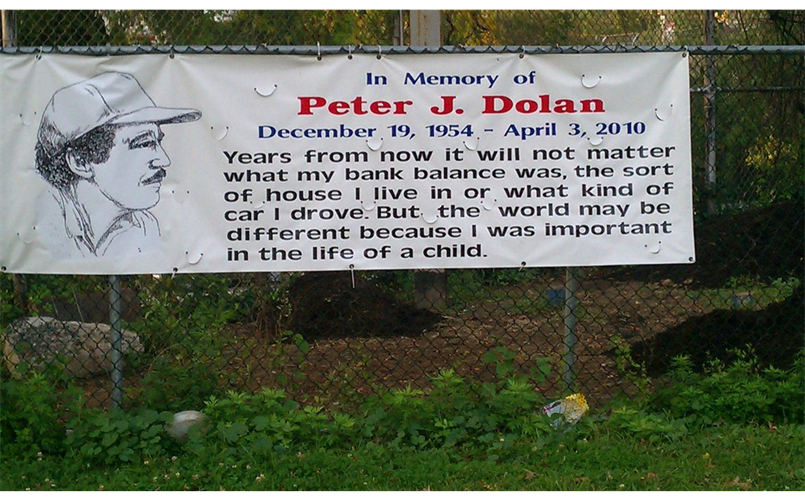 In Memory of
Peter J. Dolan
December 19, 1954 - April 3, 2010
Years from now it will not matter
what my bank balance was, the sort
of house I live in or what kind of
car I drove. But the world may be
different because I was important
in the life of a child.